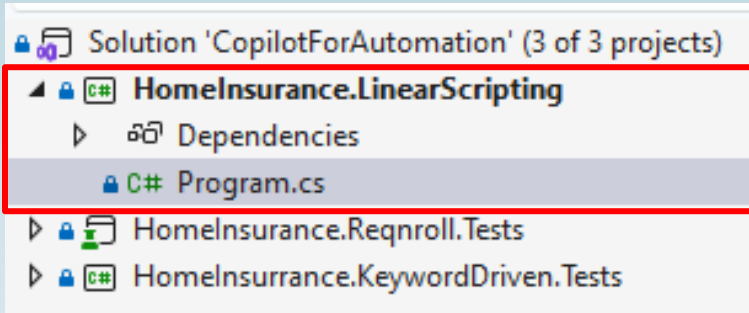 Solution 'CopilotForAutomation' (3 of 3 projects)
C# HomeInsurance.LinearScripting
Dependencies
C# Program.cs
HomeInsurance.Reqnroll.Tests
C# HomeInsurrance.KeywordDriven.Tests